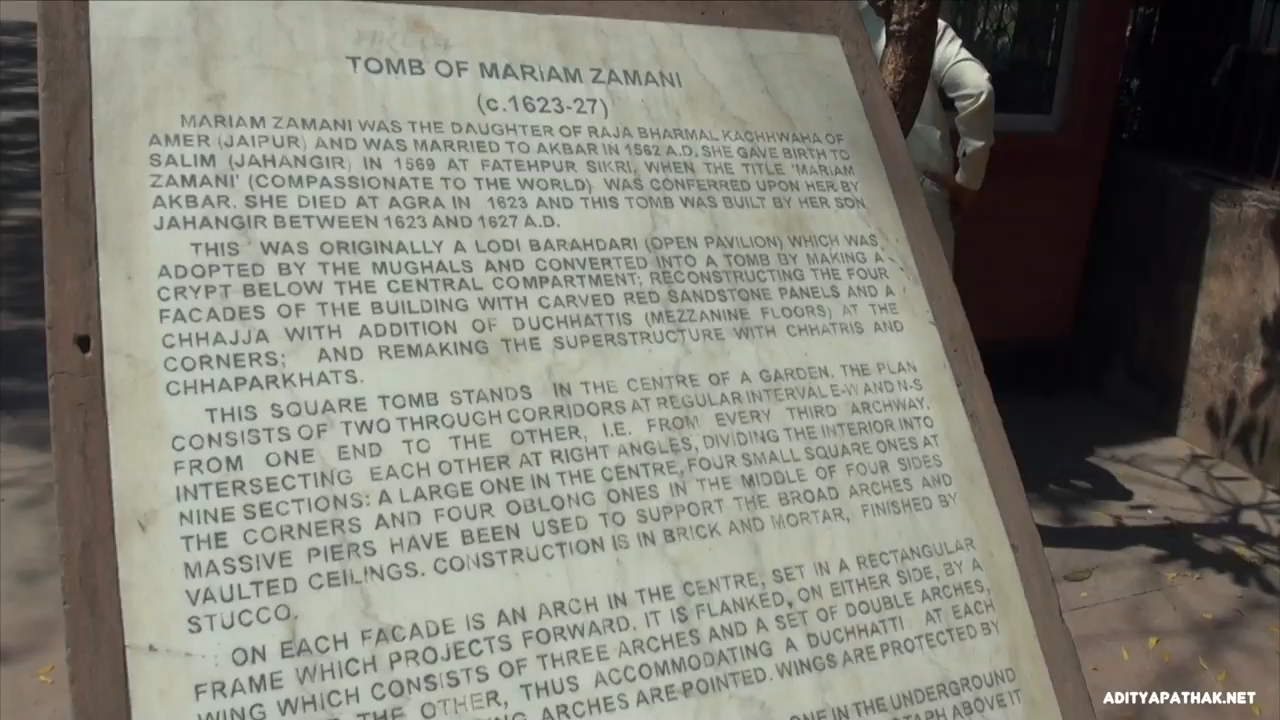 TOMB OF MARIAM ZAMANI
(c.1623-27)
MARIAM ZAMANI WAS THE DAUGHTER OF RAJA BHARMAL KACHHWAHA OF
AMER (JAIPUR) AND WAS MARRIED TO AKBAR IN 1562 A.D. SHE GAVE BIRTH TO
SALIM (JAHANGIR) IN 1569 AT FATEHPUR SIKRI, WHEN THE TITLE 'MARIAM
ZAMANI' (COMPASSIONATE TO THE WORLD) WAS CONFERRED UPON HER BY
AKBAR. SHE DIED AT AGRA IN 1623 AND THIS TOMB WAS BUILT BY HER SON
JAHANGIR BETWEEN 1623 AND 1627 A.D.
THIS WAS ORIGINALLY A LODI BARAHDARI (OPEN PAVILION) WHICH WAS
ADOPTED BY THE MUGHALS AND CONVERTED INTO A TOMB BY MAKING A
CRYPT BELOW THE CENTRAL COMPARTMENT; RECONSTRUCTING THE FOUR
FACADES OF THE BUILDING WITH CARVED RED SANDSTONE PANELS AND A
CHHAJJA WITH ADDITION OF DUCHHATTIS (MEZZANINE FLOORS) AT THE
CORNERS; AND REMAKING THE SUPERSTRUCTURE WITH CHHATRIS AND
CHHAPARKHATS.
THIS SQUARE TOMB STANDS IN THE CENTRE OF A GARDEN. THE PLAN
CONSISTS OF TWO THROUGH CORRIDORS AT REGULAR INTERVAL E-W AND N-S
FROM ONE END TO THE OTHER, I.E. FROM EVERY THIRD ARCHWAY,
INTERSECTING EACH OTHER AT RIGHT ANGLES, DIVIDING THE INTERIOR INTO
NINE SECTIONS: A LARGE ONE IN THE CENTRE, FOUR SMALL SQUARE ONES AT
THE CORNERS AND FOUR OBLONG ONES IN THE MIDDLE OF FOUR SIDES
MASSIVE PIERS HAVE BEEN USED TO SUPPORT THE BROAD ARCHES AND
VAULTED CEILINGS. CONSTRUCTION IS IN BRICK AND MORTAR, FINISHED BY
STUCCO.
ON EACH FACADE IS AN ARCH IN THE CENTRE, SET IN A RECTANGULAR
FRAME WHICH PROJECTS FORWARD. IT IS FLANKED, ON EITHER SIDE, BY A
WING WHICH CONSISTS OF THREE ARCHES AND A SET OF DOUBLE ARCHES,
THE OTHER, THUS ACCOMMODATING A DUCHHATTI AT EACH
ARCHES ARE POINTED. WINGS ARE PROTECTED BY
ONE IN THE UNDERGROUND
ABOVE IT
ADITYAPATHAK.NET